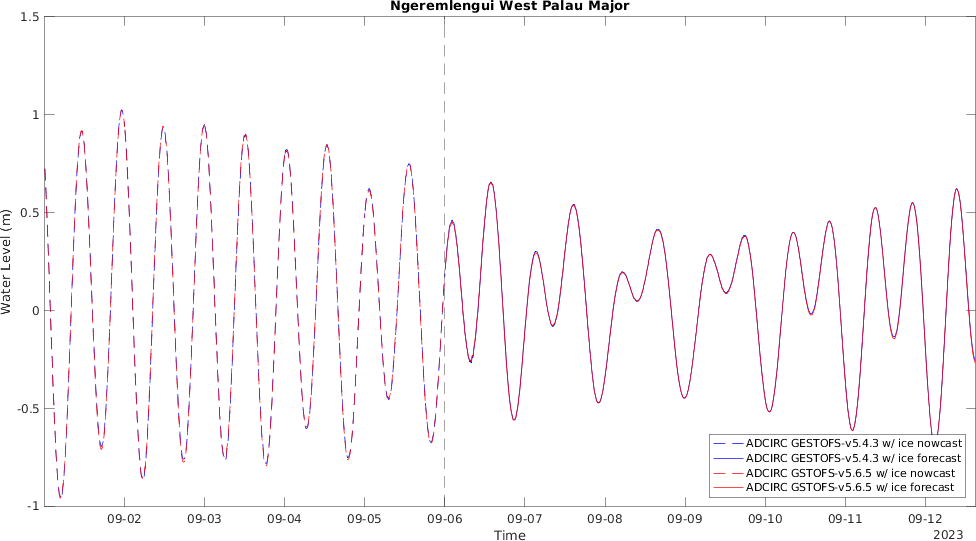 Ngeremlengui West Palau Major
1.5
1
0.5
0
-0.5
-1
Water Level (m)
09-02 09-03 09-04 09-05 09-06 09-07 09-08 09-09 09-10 09-11 09-12
Time
2023
ADCIRC GESTOFS-v5.4.3 w/ ice nowcast
ADCIRC GESTOFS-v5.4.3 w/ ice forecast
ADCIRC GSTOFS-v5.6.5 w/ ice nowcast
ADCIRC GSTOFS-v5.6.5 w/ ice forecast